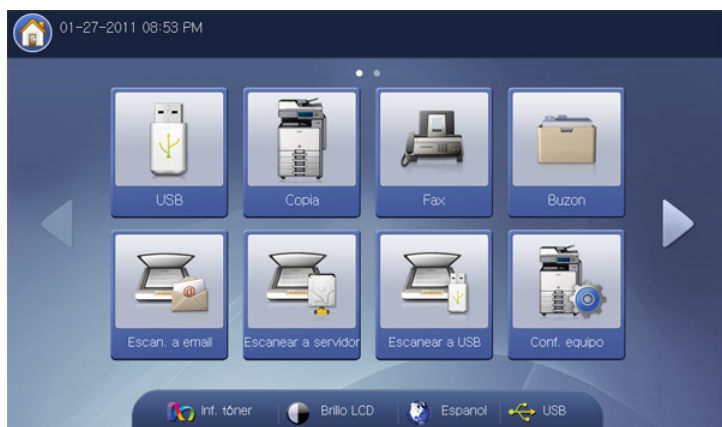 01-27-2011 08:53 PM
USB
Copia
Fax
Buzon
Escan. a email
Escanear a servidor
Escanear a USB
Conf. equipo
Inf. tóner
Brillo LCD
Espanol
USB